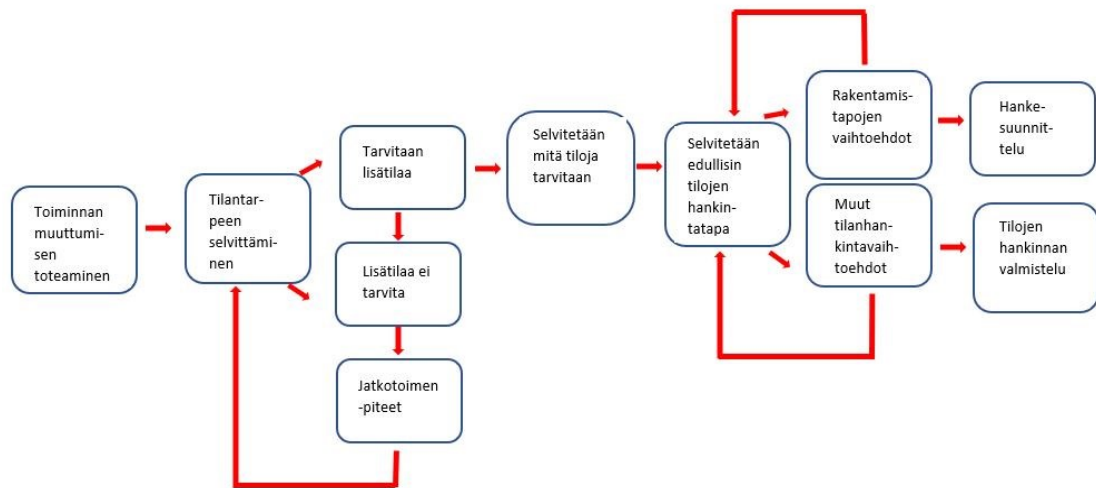 Toiminnan
muuttumi-
sen
toteaminen
Tilantar-
peen
selvittämi-
nen
Tarvitaan
lisätilaa
Lisätilaa ei
tarvita
Jatkotoimen
-piteet
Selvitetään
mitä tiloja
tarvitaan
Selvitetään
edullisin
tilojen
hankin-
tatapa
Rakentamis-
tapojen
vaihtoehdot
Muut
tilanhan-
kintavaih-
toehdot
Hanke-
suunnit-
telu
Tilojen
hankinnan
valmistelu